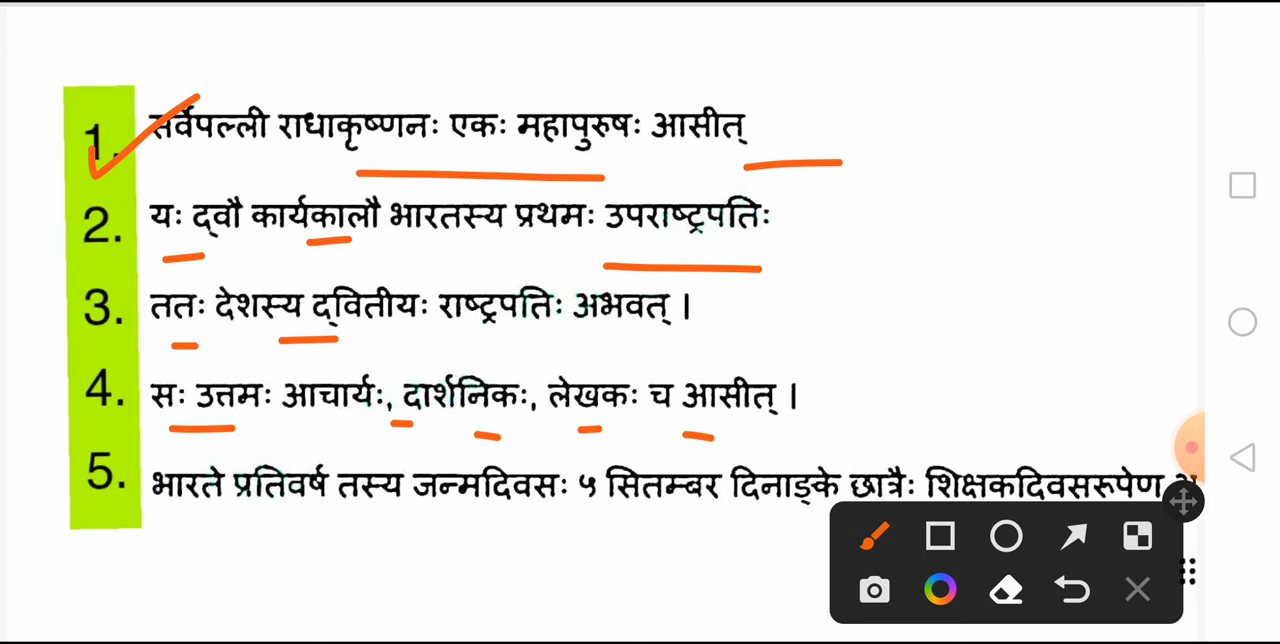 1. सर्वेपल्ली राधाकृष्णनः एकः महापुरुषः आसीत्
2. यः द्वौ कार्यकालौ भारतस्य प्रथमः उपराष्ट्रपतिः
3. ततः देशस्य द्वितीयः राष्ट्रपतिः अभवत् |
4. सः उत्तमः आचार्यः, दार्शनिकः, लेखकः च आसीत् |
5. भारते प्रतिवर्ष तस्य जन्मदिवसः ५ सितम्बर दिनाङ्के छात्रैः शिक्षकदिवसरूपेण